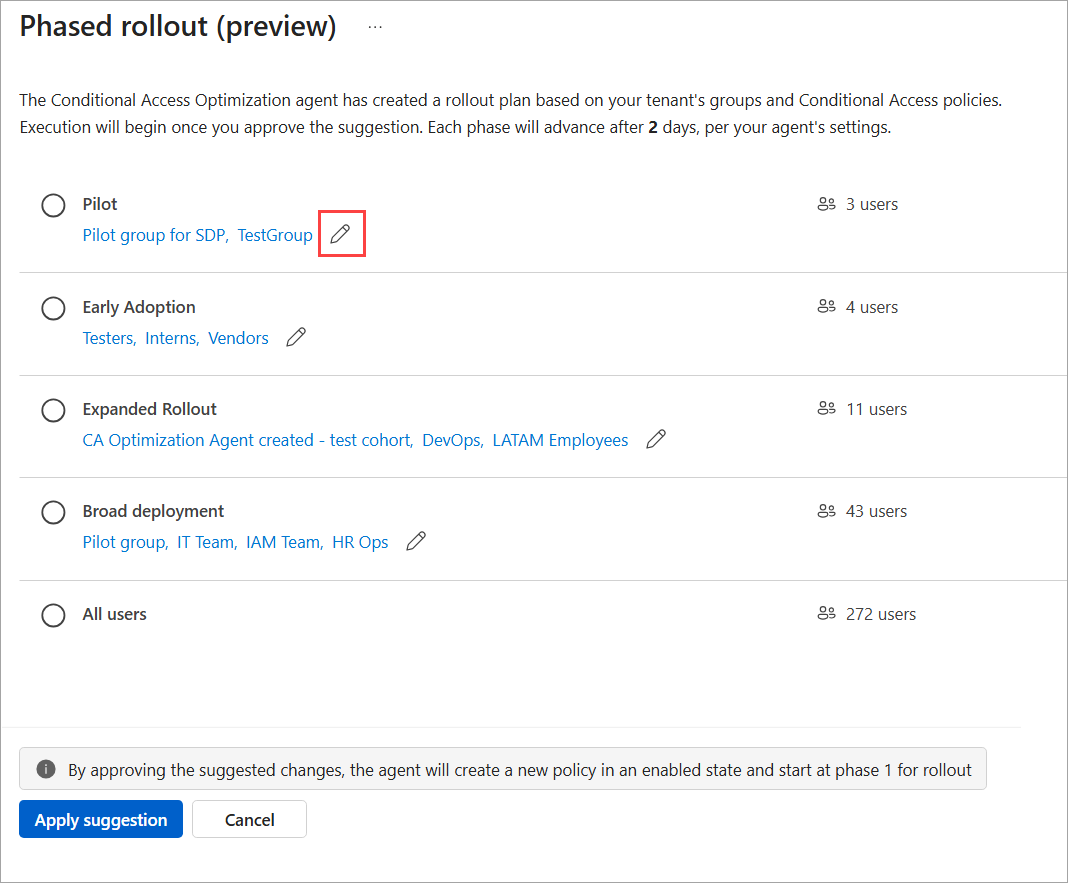 Phased rollout (preview) ...
The Conditional Access Optimization agent has created a rollout plan based on your tenant's groups and Conditional Access policies.
Execution will begin once you approve the suggestion. Each phase will advance after 2 days, per your agent's settings.
Pilot 3 users
Pilot group for SDP, TestGroup
Early Adoption 4 users
Testers, Interns, Vendors
Expanded Rollout 11 users
CA Optimization Agent created - test cohort, DevOps, LATAM Employees
Broad deployment 43 users
Pilot group, IT Team, IAM Team, HR Ops
All users 272 users
By approving the suggested changes, the agent will create a new policy in an enabled state and start at phase 1 for rollout
Apply suggestion Cancel